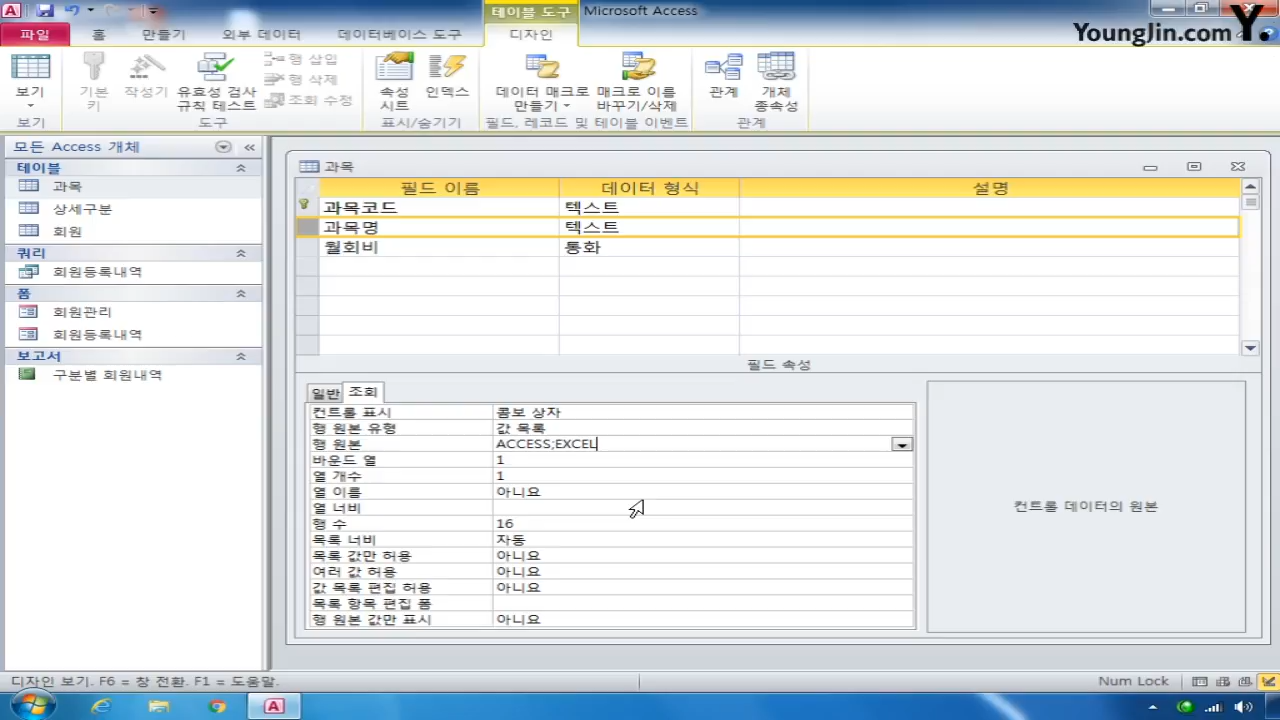 테이블 도구
Microsoft Access
YoungJin.com Y.
파일 홈 만들기 외부 데이터 데이터베이스 도구 디자인
보기
기본 키
작성기
유효성 검사 규칙 테스트
행 삽입
행 삭제
조회 수정
속성 시트
인덱스
데이터 매크로 만들기
매크로 이름 바꾸기/삭제
관계
개체 종속성
보기 도구 표시/숨기기 필드, 레코드 및 테이블 이벤트 관계
모든 Access 개체
테이블
과목
상세구분
회원
쿼리
회원등록내역
폼
회원관리
회원등록내역
보고서
구분별 회원내역
과목
필드 이름 데이터 형식 설명
과목코드 텍스트
과목명 텍스트
월회비 통화
필드 속성
일반 조회
컨트롤 표시 콤보 상자
행 원본 유형 값 목록
행 원본 ACCESS;EXCEL
바운드 열 1
열 개수 1
열 이름 아니요
열 너비
행 수 16
목록 너비 자동
목록 값만 허용 아니요
여러 값 허용 아니요
값 목록 편집 허용 아니요
목록 항목 편집 폼
행 원본 값만 표시 아니요
컨트롤 데이터의 원본
디자인 보기. F6 = 창 전환. F1 = 도움말.
Num Lock